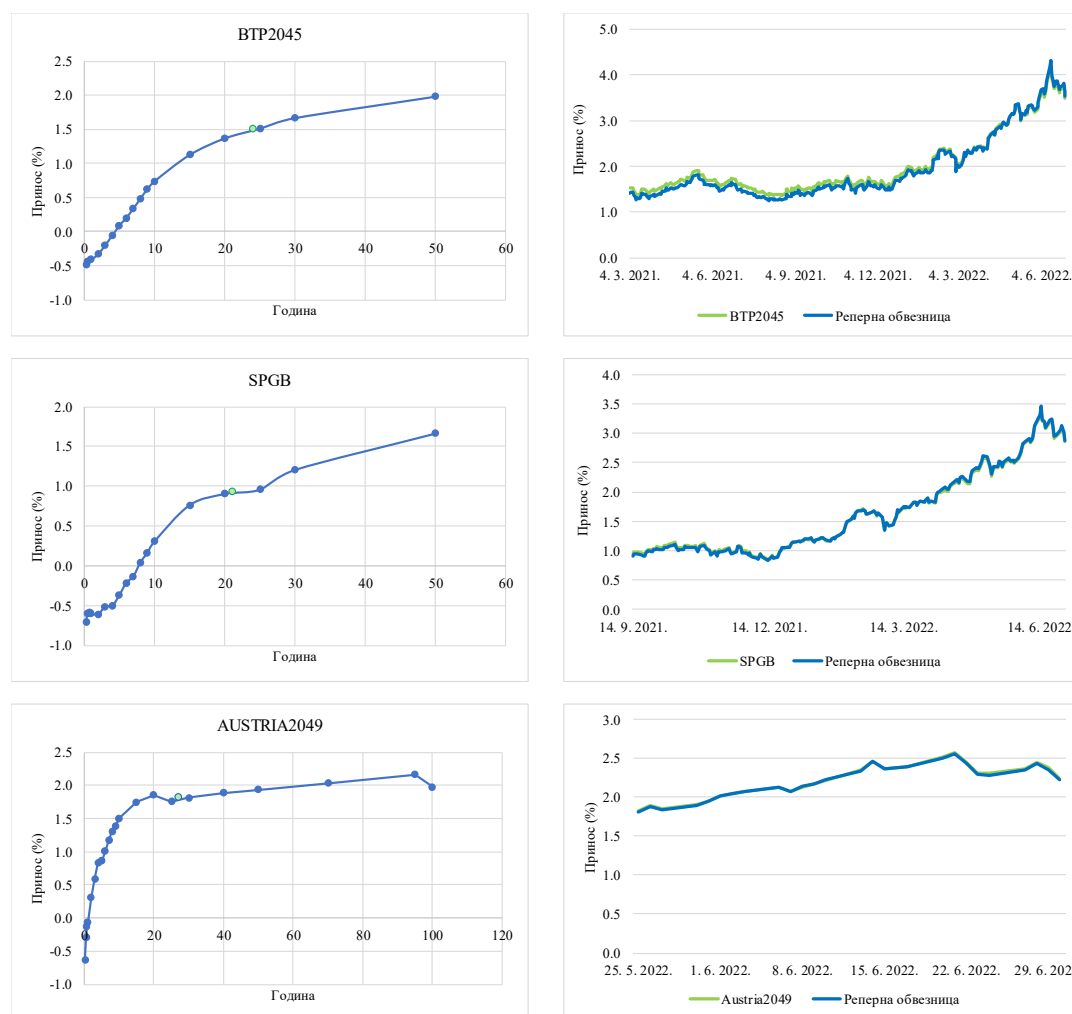 BTP2045
2.5
2.0
1.5
1.0
0.5
0.0
-0.5
-1.0
0 10 20 30 40 50 60
Принос (%)
Година
5.0
4.0
3.0
2.0
1.0
0.0
Принос (%)
4. 3. 2021. 4. 6. 2021. 4. 9. 2021. 4. 12. 2021. 4. 3. 2022. 4. 6. 2022.
BTP2045 Реперна обвезница
SPGB
2.0
1.5
1.0
0.5
0.0
-0.5
-1.0
0 10 20 30 40 50 60
Принос (%)
Година
4.0
3.5
3.0
2.5
2.0
1.5
1.0
0.5
0.0
Принос (%)
14. 9. 2021. 14. 12. 2021. 14. 3. 2022. 14. 6. 2022
SPGB Реперна обвезница
AUSTRIA2049
2.5
2.0
1.5
1.0
0.5
0.0
-0.5
-1.0
0 20 40 60 80 100 120
Принос (%)
Година
3.0
2.5
2.0
1.5
1.0
0.5
0.0
Принос (%)
25. 5. 2022. 1. 6. 2022. 8. 6. 2022. 15. 6. 2022. 22. 6. 2022. 29. 6. 2022.
Austria2049 Реперна обвезница